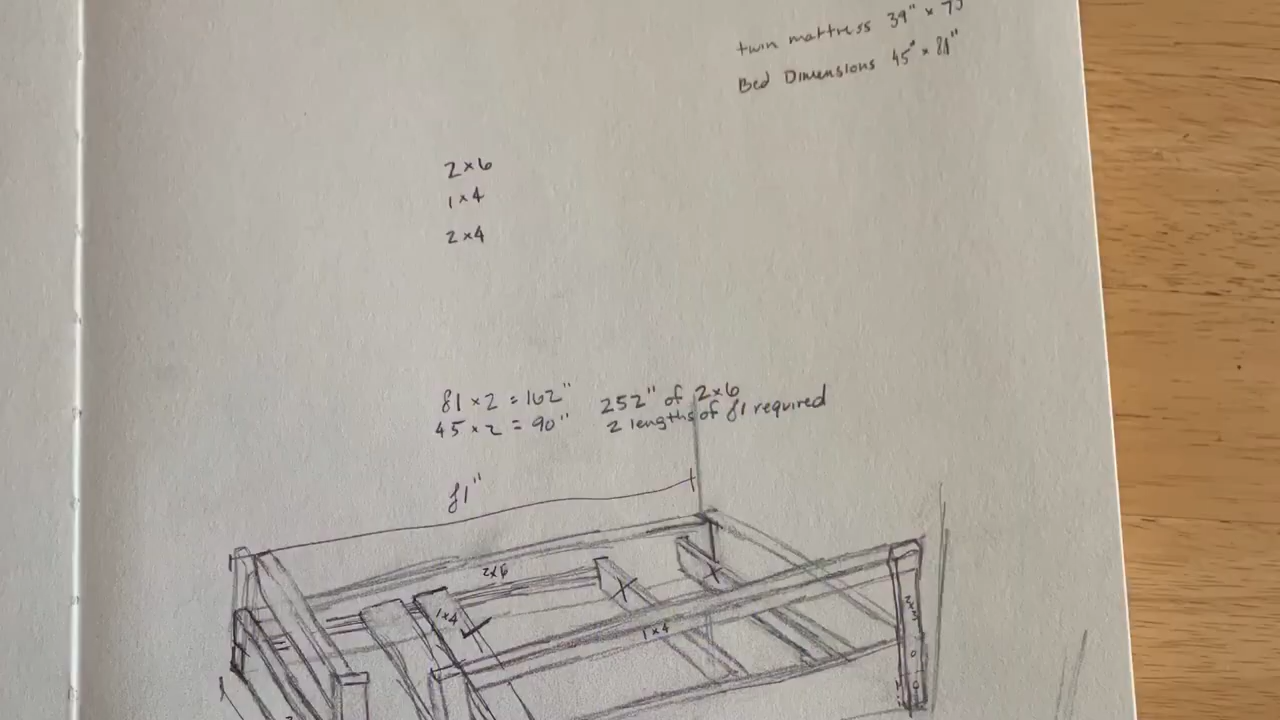 twin mattress 39" x
Bed Dimensions 45" x 81"
2x6
1x4
2x4
81 x 2 = 162" 252" of 2x6
45 x 2 = 90" 2 lengths of 81 required
81"
2x6
1x4
1x4